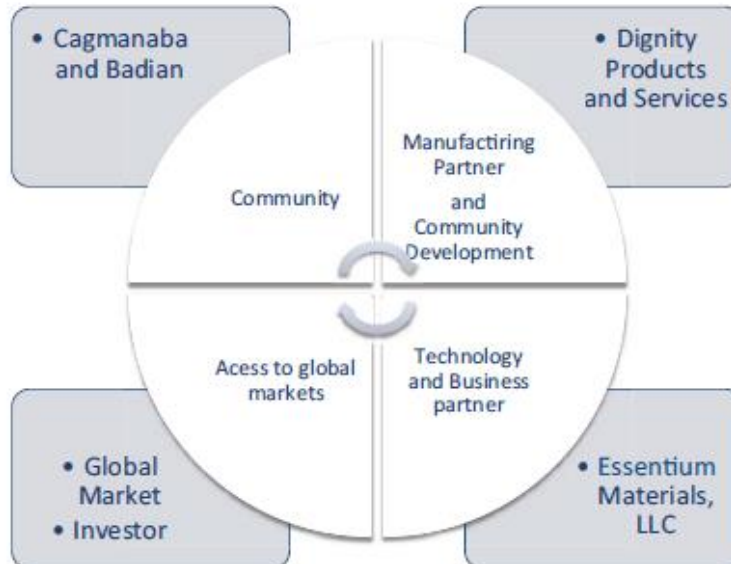 • Cagmanaba
and Badian
• Dignity
Products
and Services
Community
Manufactiring
Partner
and
Community
Development
Acess to global
markets
Technology
and Business
partner
• Global
Market
• Investor
• Essentium
Materials,
LLC